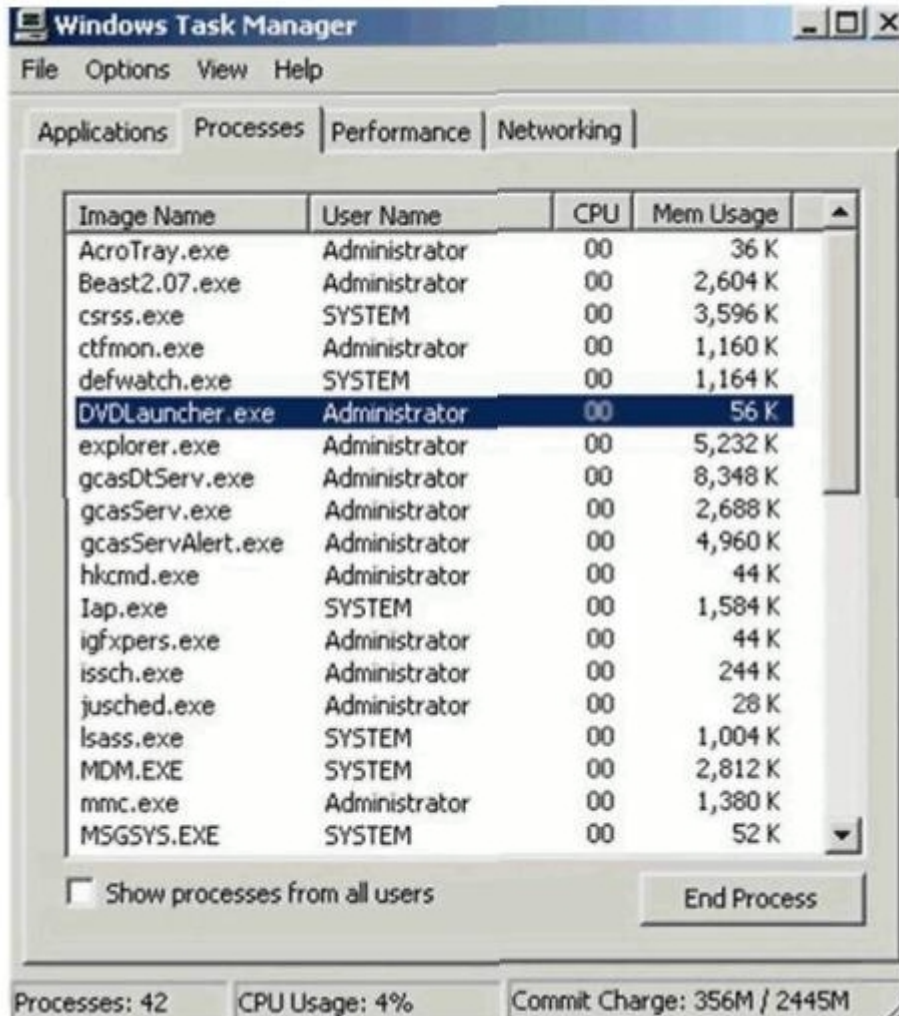 Windows Task Manager
File Options View Help
Applications Processes Performance Networking
Image Name User Name CPU Mem Usage
AcroTray.exe Administrator 00 36 K
Beast2.07.exe Administrator 00 2,604 K
csrss.exe SYSTEM 00 3,596 K
ctfmon.exe Administrator 00 1,160 K
defwatch.exe SYSTEM 00 1,164 K
DVDLauncher.exe Administrator 00 56 K
explorer.exe Administrator 00 5,232 K
gcasDtServ.exe Administrator 00 8,348 K
gcasServ.exe Administrator 00 2,688 K
gcasServAlert.exe Administrator 00 4,960 K
hkcmd.exe Administrator 00 44 K
Iap.exe SYSTEM 00 1,584 K
igfxpers.exe Administrator 00 44 K
issch.exe Administrator 00 244 K
jusched.exe Administrator 00 28 K
lsass.exe SYSTEM 00 1,004 K
MDM.EXE SYSTEM 00 2,812 K
mmc.exe Administrator 00 1,380 K
MSGSYS.EXE SYSTEM 00 52 K
Show processes from all users End Process
Processes: 42 CPU Usage: 4% Commit Charge: 356M / 2445M